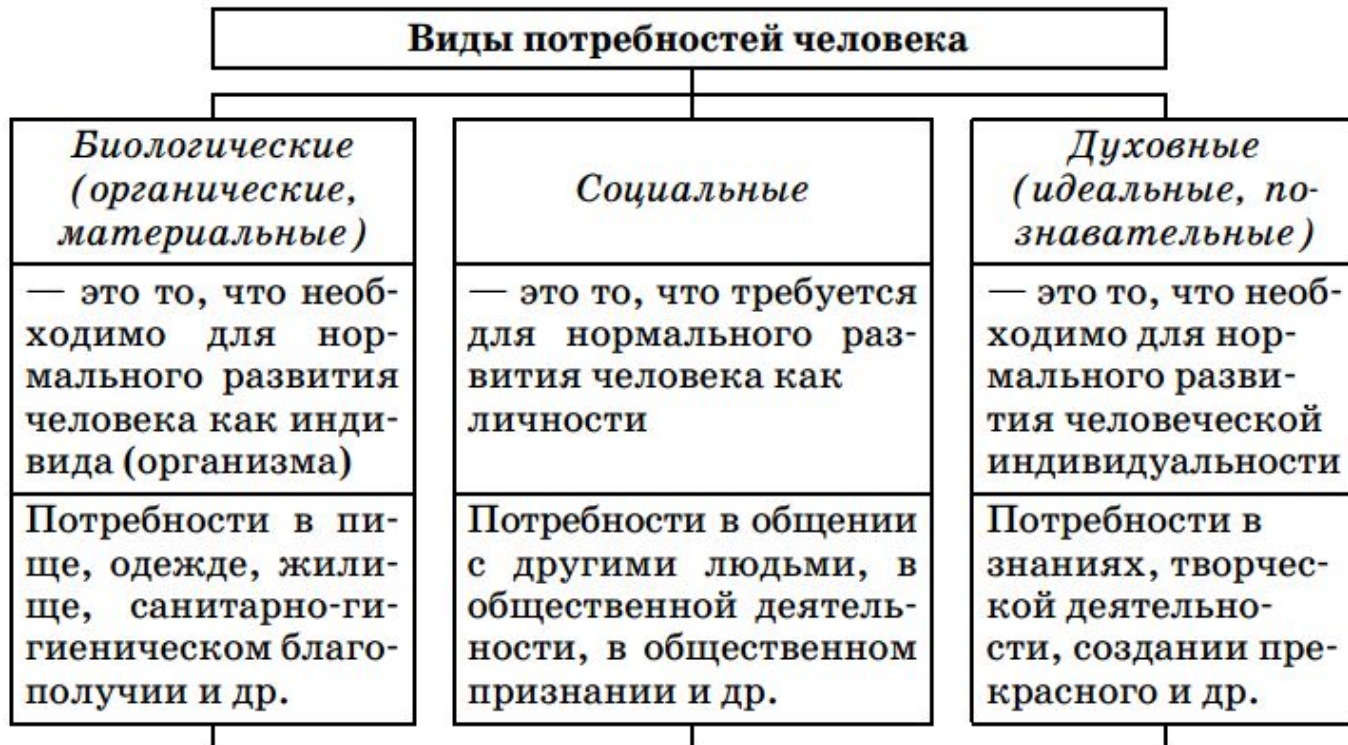 Виды потребностей человека
Биологические
(органические,
материальные)
— это то, что необ-
ходимо для нор-
мального развития
человека как инди-
вида (организма)
Потребности в пи-
ще, одежде, жили-
ще, санитарно-ги-
гиеническом благо-
получии и др.
Социальные
— это то, что требуется
для нормального раз-
вития человека как
личности
Потребности в общении
с другими людьми, в
общественной деятель-
ности, в общественном
признании и др.
Духовные
(идеальные, по-
знавательные)
— это то, что необ-
ходимо для нор-
мального разви-
тия человеческой
индивидуальности
Потребности в
знаниях, творчес-
кой деятельно-
сти, создании пре-
красного и др.